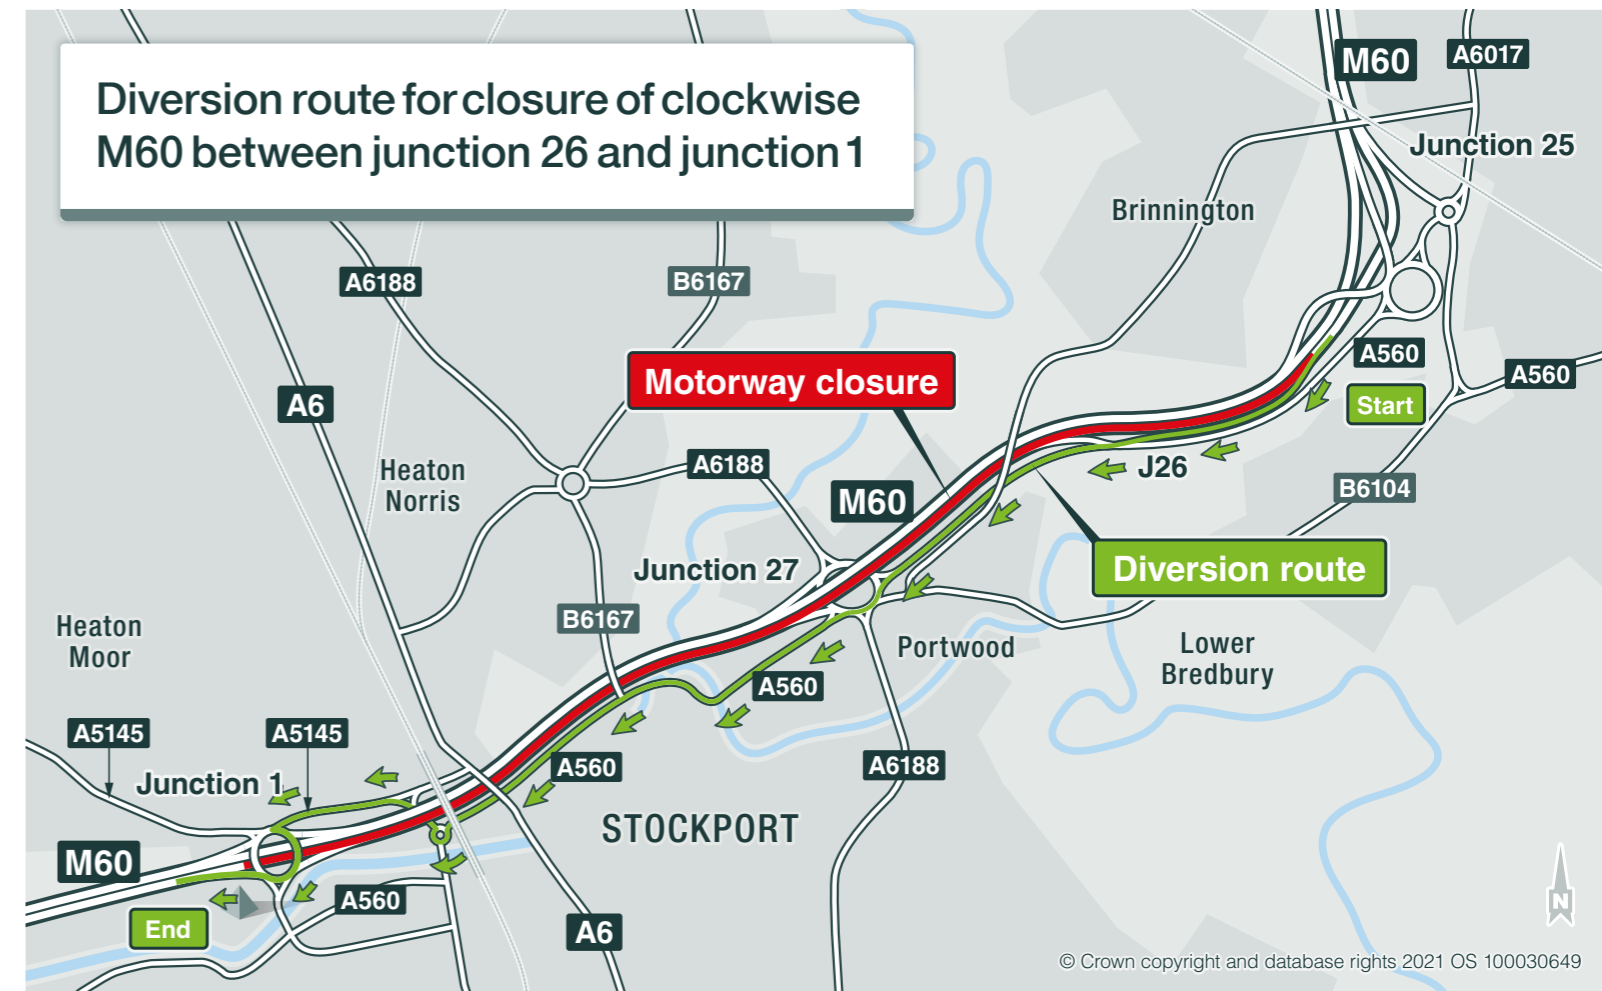 Diversion route for closure of clockwise
M60 between junction 26 and junction 1
M60
A6017
Junction 25
Brinnington
A6188
B6167
A560
A560
Start
Motorway closure
A6
Heaton
Norris
A6188
J26
M60
B6104
Junction 27
Diversion route
B6167
Heaton
Moor
Portwood
Lower
Bredbury
A560
A5145
A5145
A560
A6188
Junction 1
STOCKPORT
M60
A560
End
A6
N
© Crown copyright and database rights 2021 OS 100030649